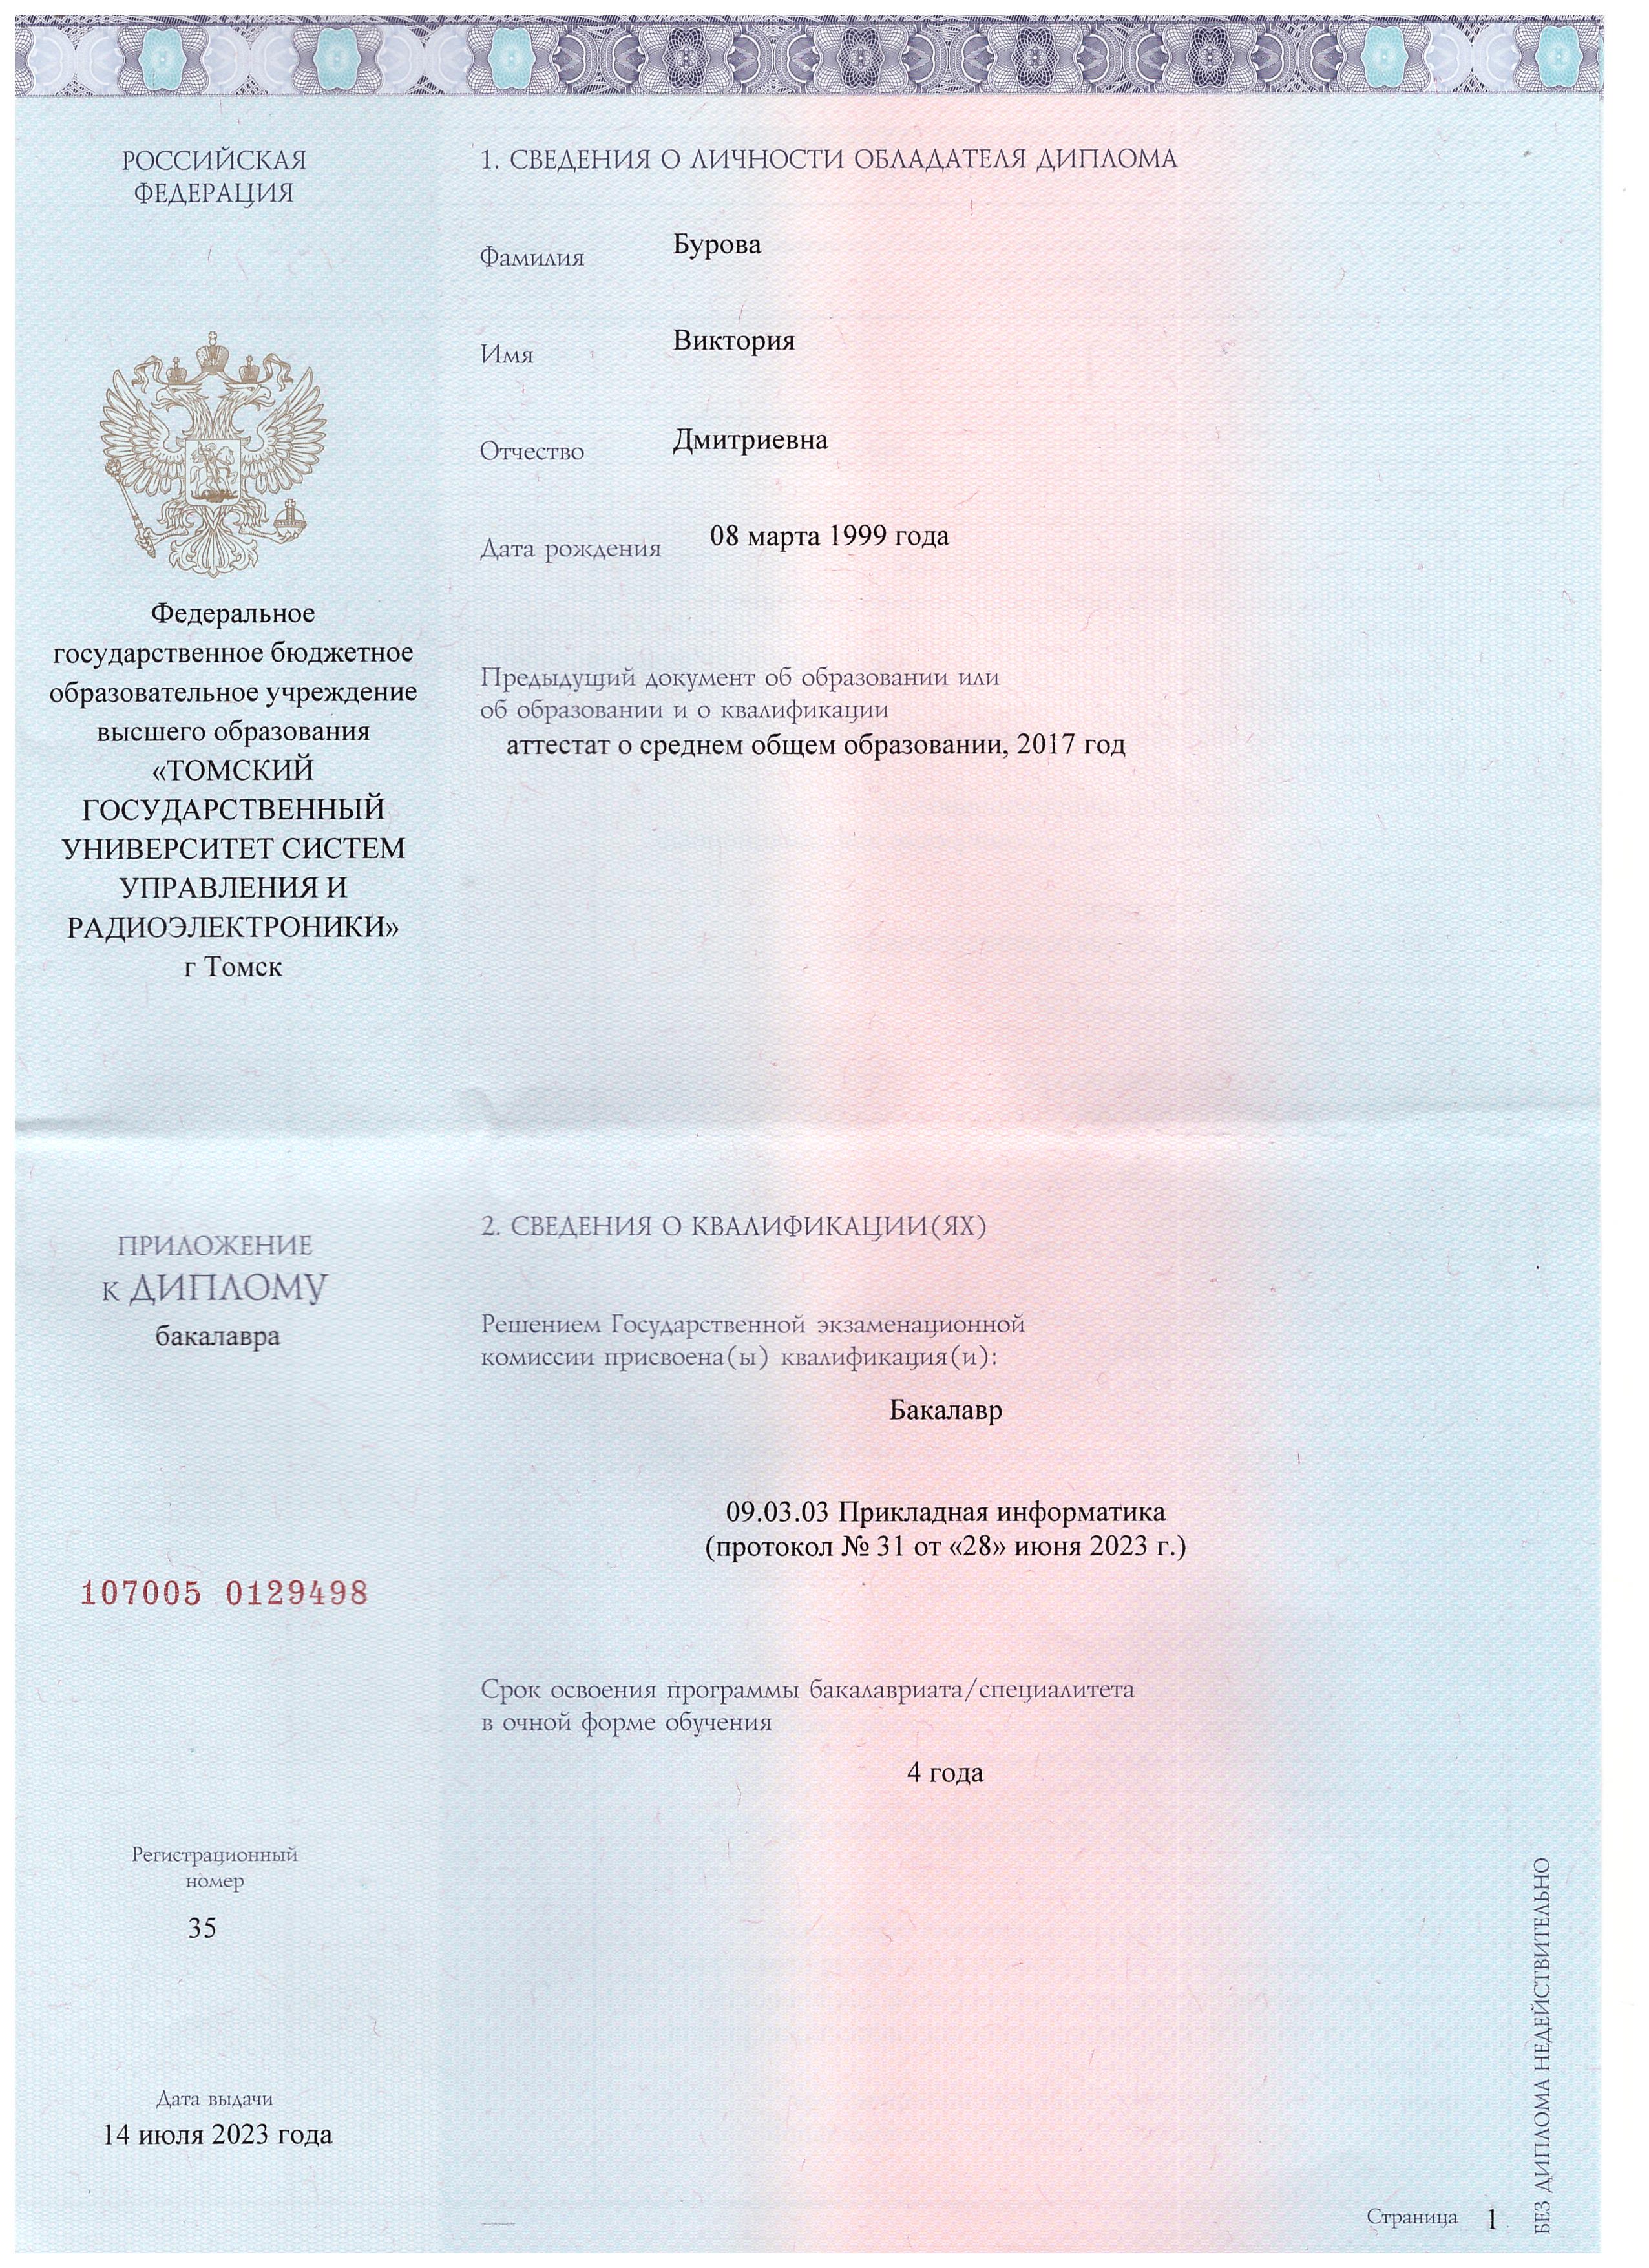 РОССИЙСКАЯ
ФЕДЕРАЦИЯ
Федеральное
государственное бюджетное
образовательное учреждение
высшего образования
«ТОМСКИЙ
ГОСУДАРСТВЕННЫЙ
УНИВЕРСИТЕТ СИСТЕМ
УПРАВЛЕНИЯ И
РАДИОЭЛЕКТРОНИКИ»
г Томск
ПРИЛОЖЕНИЕ
к ДИПЛОМУ
бакалавра
107005 0129498
Регистрационный
номер
35
Дата выдачи
14 июля 2023 года
1. СВЕДЕНИЯ О ЛИЧНОСТИ ОБЛАДАТЕЛЯ ДИПЛОМА
Фамилия Бурова
Имя Виктория
Отчество Дмитриевна
Дата рождения 08 марта 1999 года
Предыдущий документ об образовании или
об образовании и о квалификации
аттестат о среднем общем образовании, 2017 год
2. СВЕДЕНИЯ О КВАЛИФИКАЦИИ(ЯХ)
Решением Государственной экзаменационной
комиссии присвоена(ы) квалификация(и):
Бакалавр
09.03.03 Прикладная информатика
(протокол № 31 от «28» июня 2023 г.)
Срок освоения программы бакалавриата/специалитета
в очной форме обучения
4 года
Страница 1
БЕЗ ДИПЛОМА НЕДЕЙСТВИТЕЛЬНО